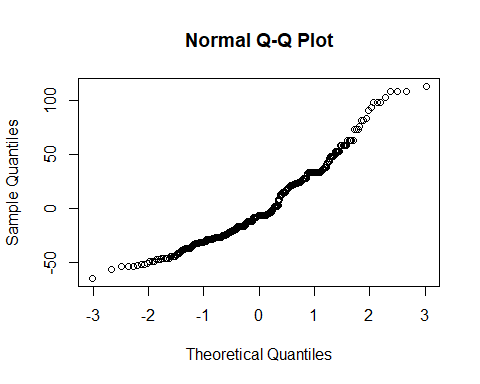 Normal Q-Q Plot
Sample Quantiles
100
50
0
-50
-3 -2 -1 0 1 2 3
Theoretical Quantiles